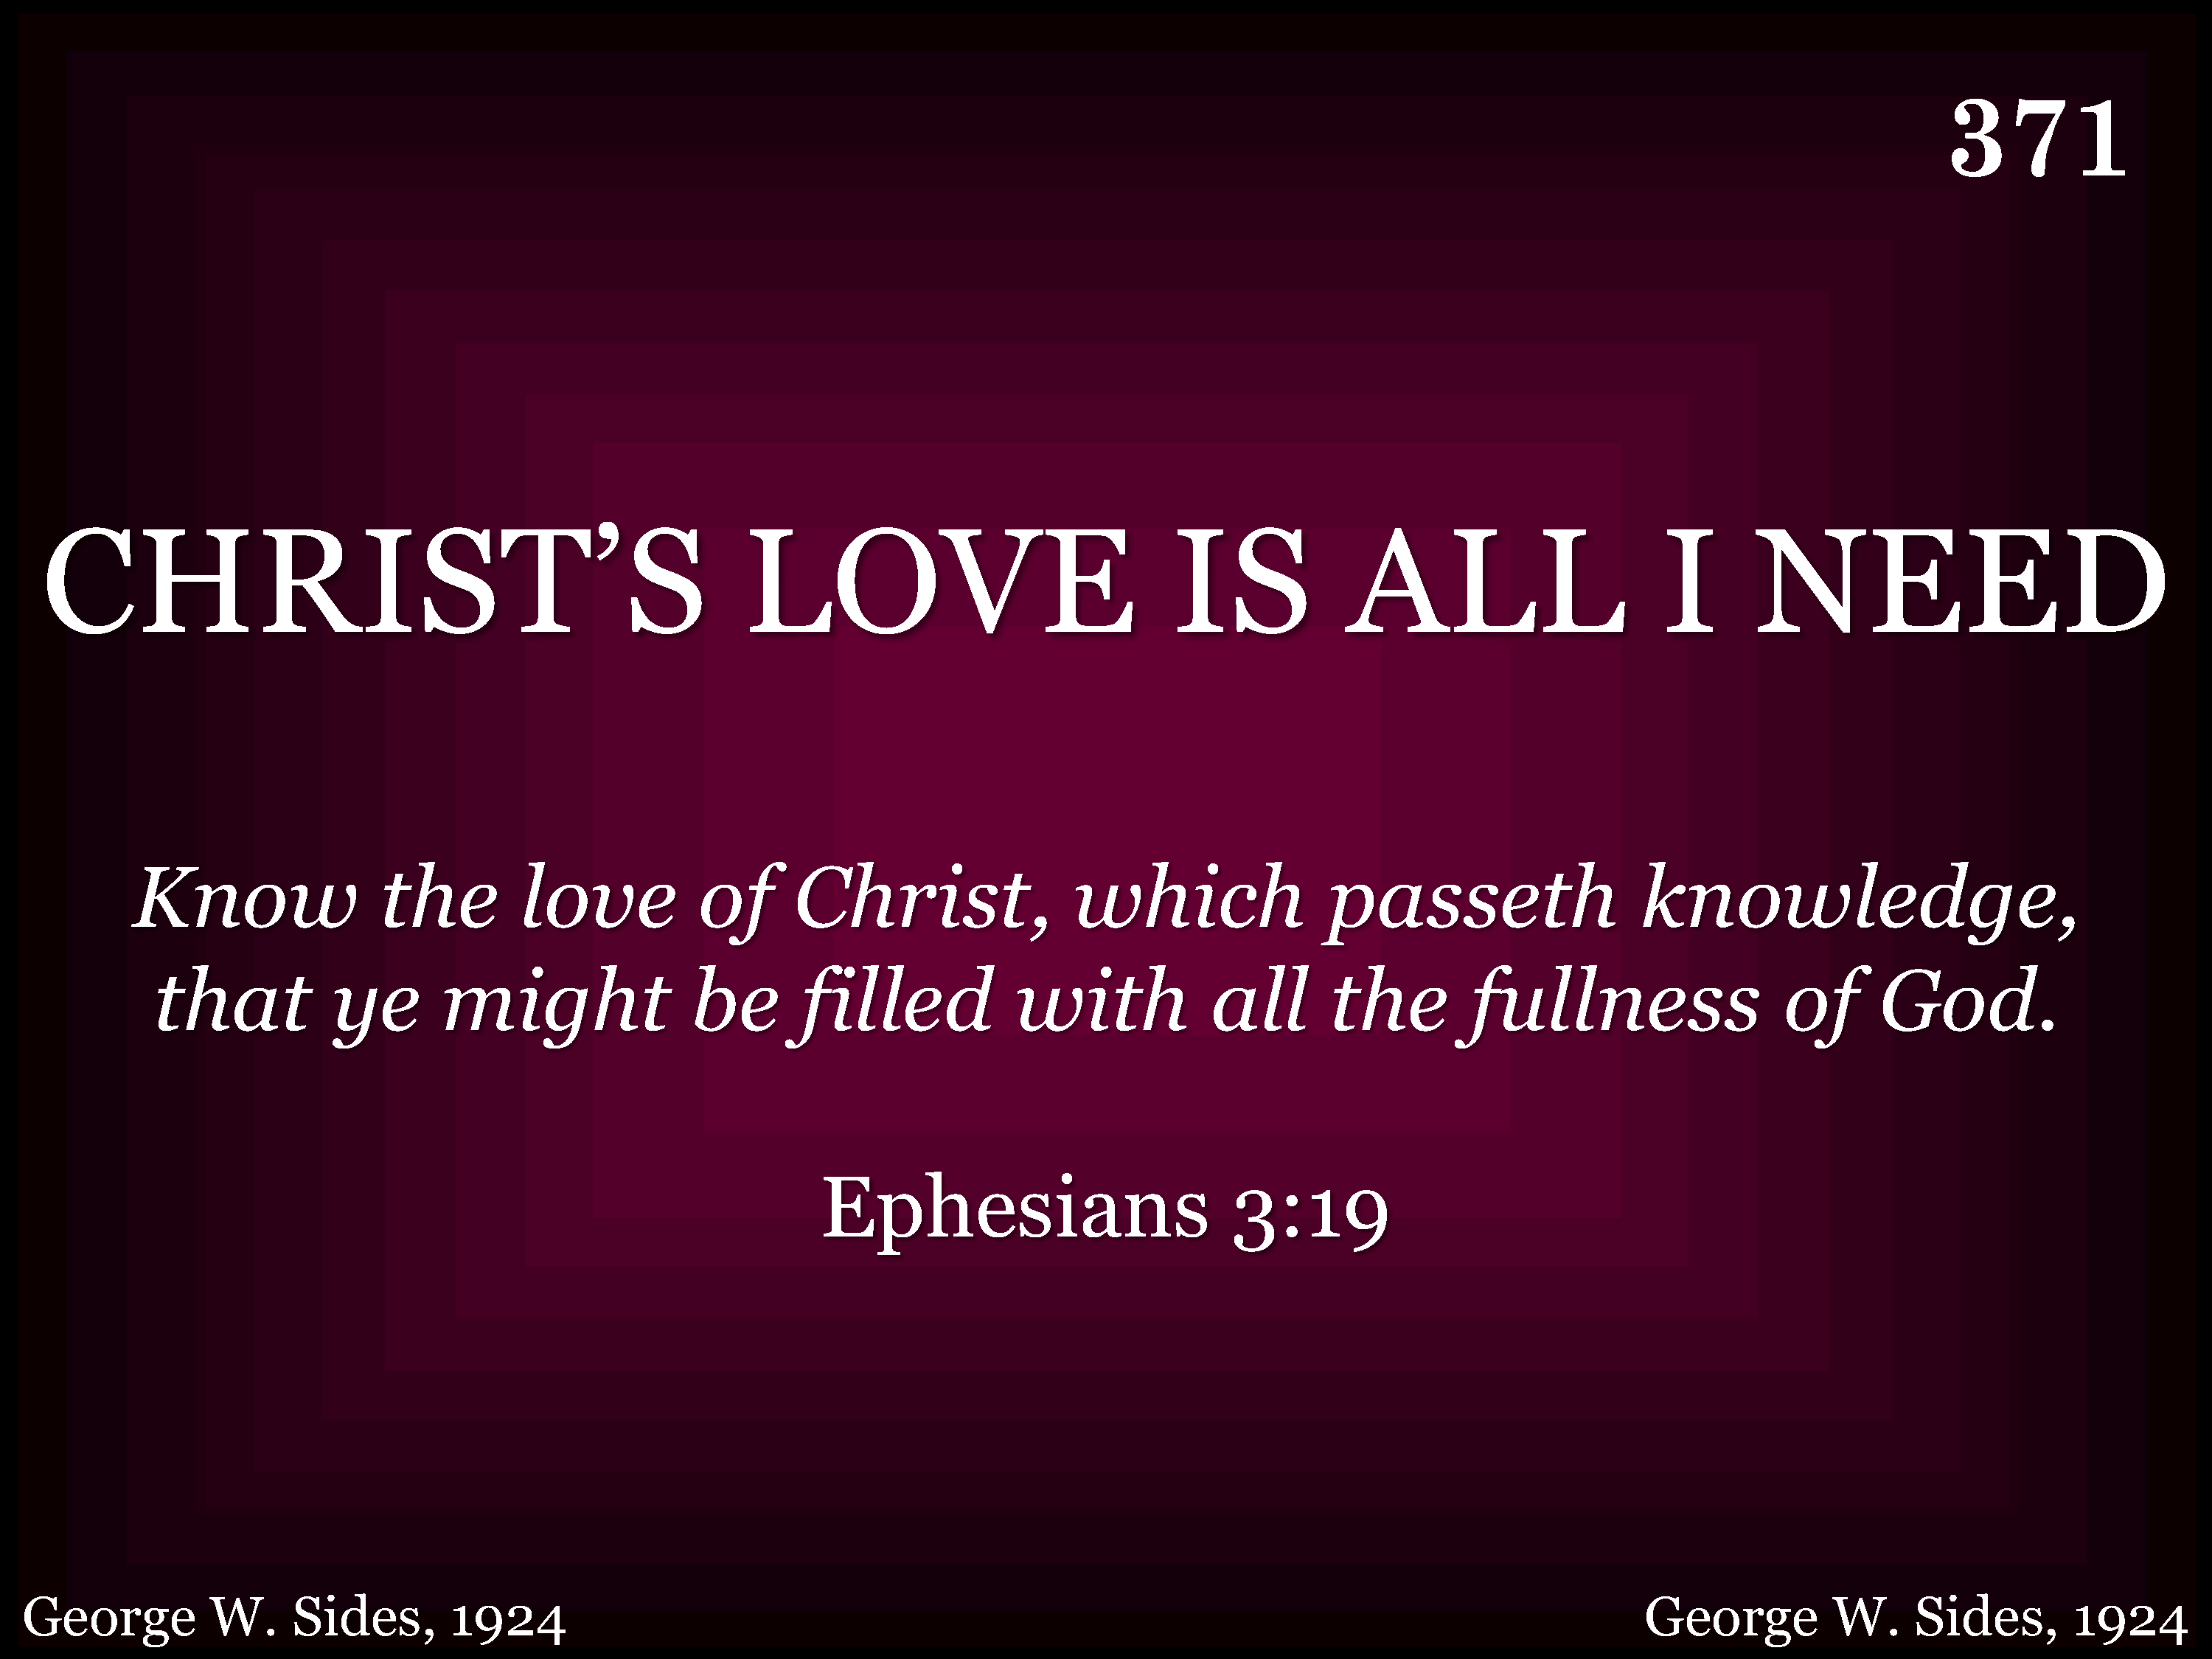 371
CHRIST’S LOVE IS ALL I NEED
Know the love of Christ, which passeth knowledge,
that ye might be filled with all the fullness of God.
Ephesians 3:19
George W. Sides, 1924
George W. Sides, 1924